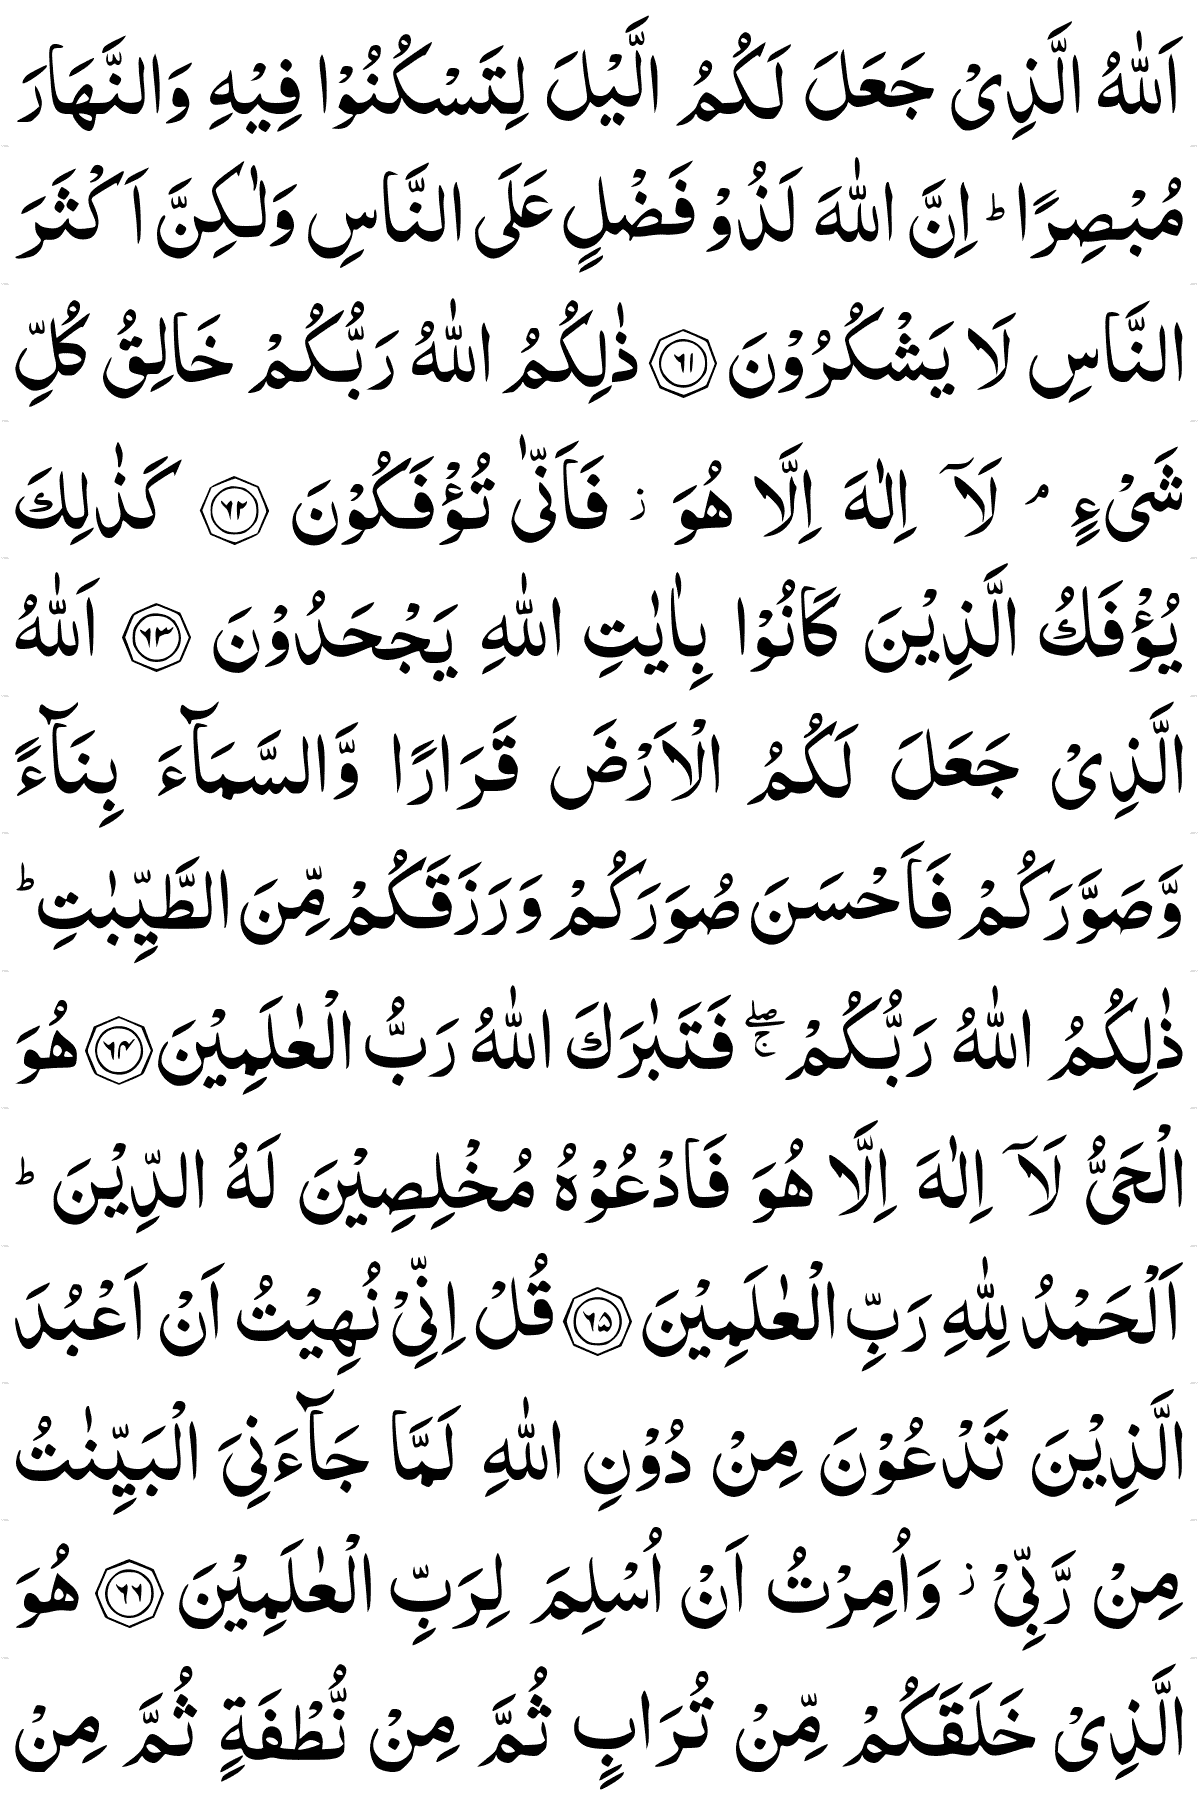 اَللّٰهُ الَّذِىْ جَعَلَ لَكُمُ الَّيْلَ لِتَسْكُنُوْا فِيْهِ وَالنَّهَارَ
مُبْصِرًا ؕ اِنَّ اللّٰهَ لَذُوْ فَضْلٍ عَلَى النَّاسِ وَلٰـكِنَّ اَكْثَرَ
النَّاسِ لَا يَشْكُرُوْنَ ۝۶۱ ذٰلِكُمُ اللّٰهُ رَبُّكُمْ خَالِقُ كُلِّ
شَىْءٍ ۘ لَاۤ اِلٰهَ اِلَّا هُوَ ۚ فَاَنّٰى تُؤْفَكُوْنَ ۝۶۲ كَذٰلِكَ
يُؤْفَكُ الَّذِيْنَ كَانُوْا بِاٰيٰتِ اللّٰهِ يَجْحَدُوْنَ ۝۶۳ اَللّٰهُ
الَّذِىْ جَعَلَ لَكُمُ الْاَرْضَ قَرَارًا وَّالسَّمَآءَ بِنَآءً
وَّصَوَّرَكُمْ فَاَحْسَنَ صُوَرَكُمْ وَرَزَقَكُمْ مِّنَ الطَّيِّبٰتِ ؕ
ذٰلِكُمُ اللّٰهُ رَبُّكُمْ ۖۚ فَتَبٰرَكَ اللّٰهُ رَبُّ الْعٰلَمِيْنَ ۝۶۴ هُوَ
الْحَىُّ لَاۤ اِلٰهَ اِلَّا هُوَ فَادْعُوْهُ مُخْلِصِيْنَ لَهُ الدِّيْنَ ؕ
اَلْحَمْدُ لِلّٰهِ رَبِّ الْعٰلَمِيْنَ ۝۶۵ قُلْ اِنِّىْ نُهِيْتُ اَنْ اَعْبُدَ
الَّذِيْنَ تَدْعُوْنَ مِنْ دُوْنِ اللّٰهِ لَمَّا جَآءَنِىَ الْبَيِّنٰتُ
مِنْ رَّبِّىْ ۚ وَاُمِرْتُ اَنْ اُسْلِمَ لِرَبِّ الْعٰلَمِيْنَ ۝۶۶ هُوَ
الَّذِىْ خَلَقَكُمْ مِّنْ تُرَابٍ ثُمَّ مِنْ نُّطْفَةٍ ثُمَّ مِنْ